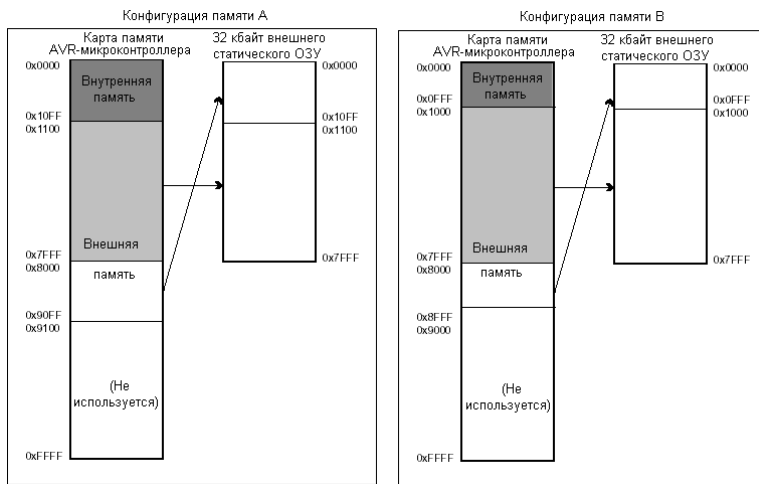 Конфигурация памяти A
Карта памяти
AVR-микроконтроллера
32 кбайт внешнего
статического ОЗУ
0x0000
Внутренняя
память
0x10FF
0x1100
0x7FFF
0x8000
Внешняя
память
0x90FF
0x9100
(Не
используется)
0xFFFF
0x0000
0x10FF
0x1100
0x7FFF
Конфигурация памяти B
Карта памяти
AVR-микроконтроллера
32 кбайт внешнего
статического ОЗУ
0x0000
Внутренняя
память
0x0FFF
0x1000
0x7FFF
0x8000
Внешняя
память
0x8FFF
0x9000
(Не
используется)
0xFFFF
0x0000
0x0FFF
0x1000
0x7FFF